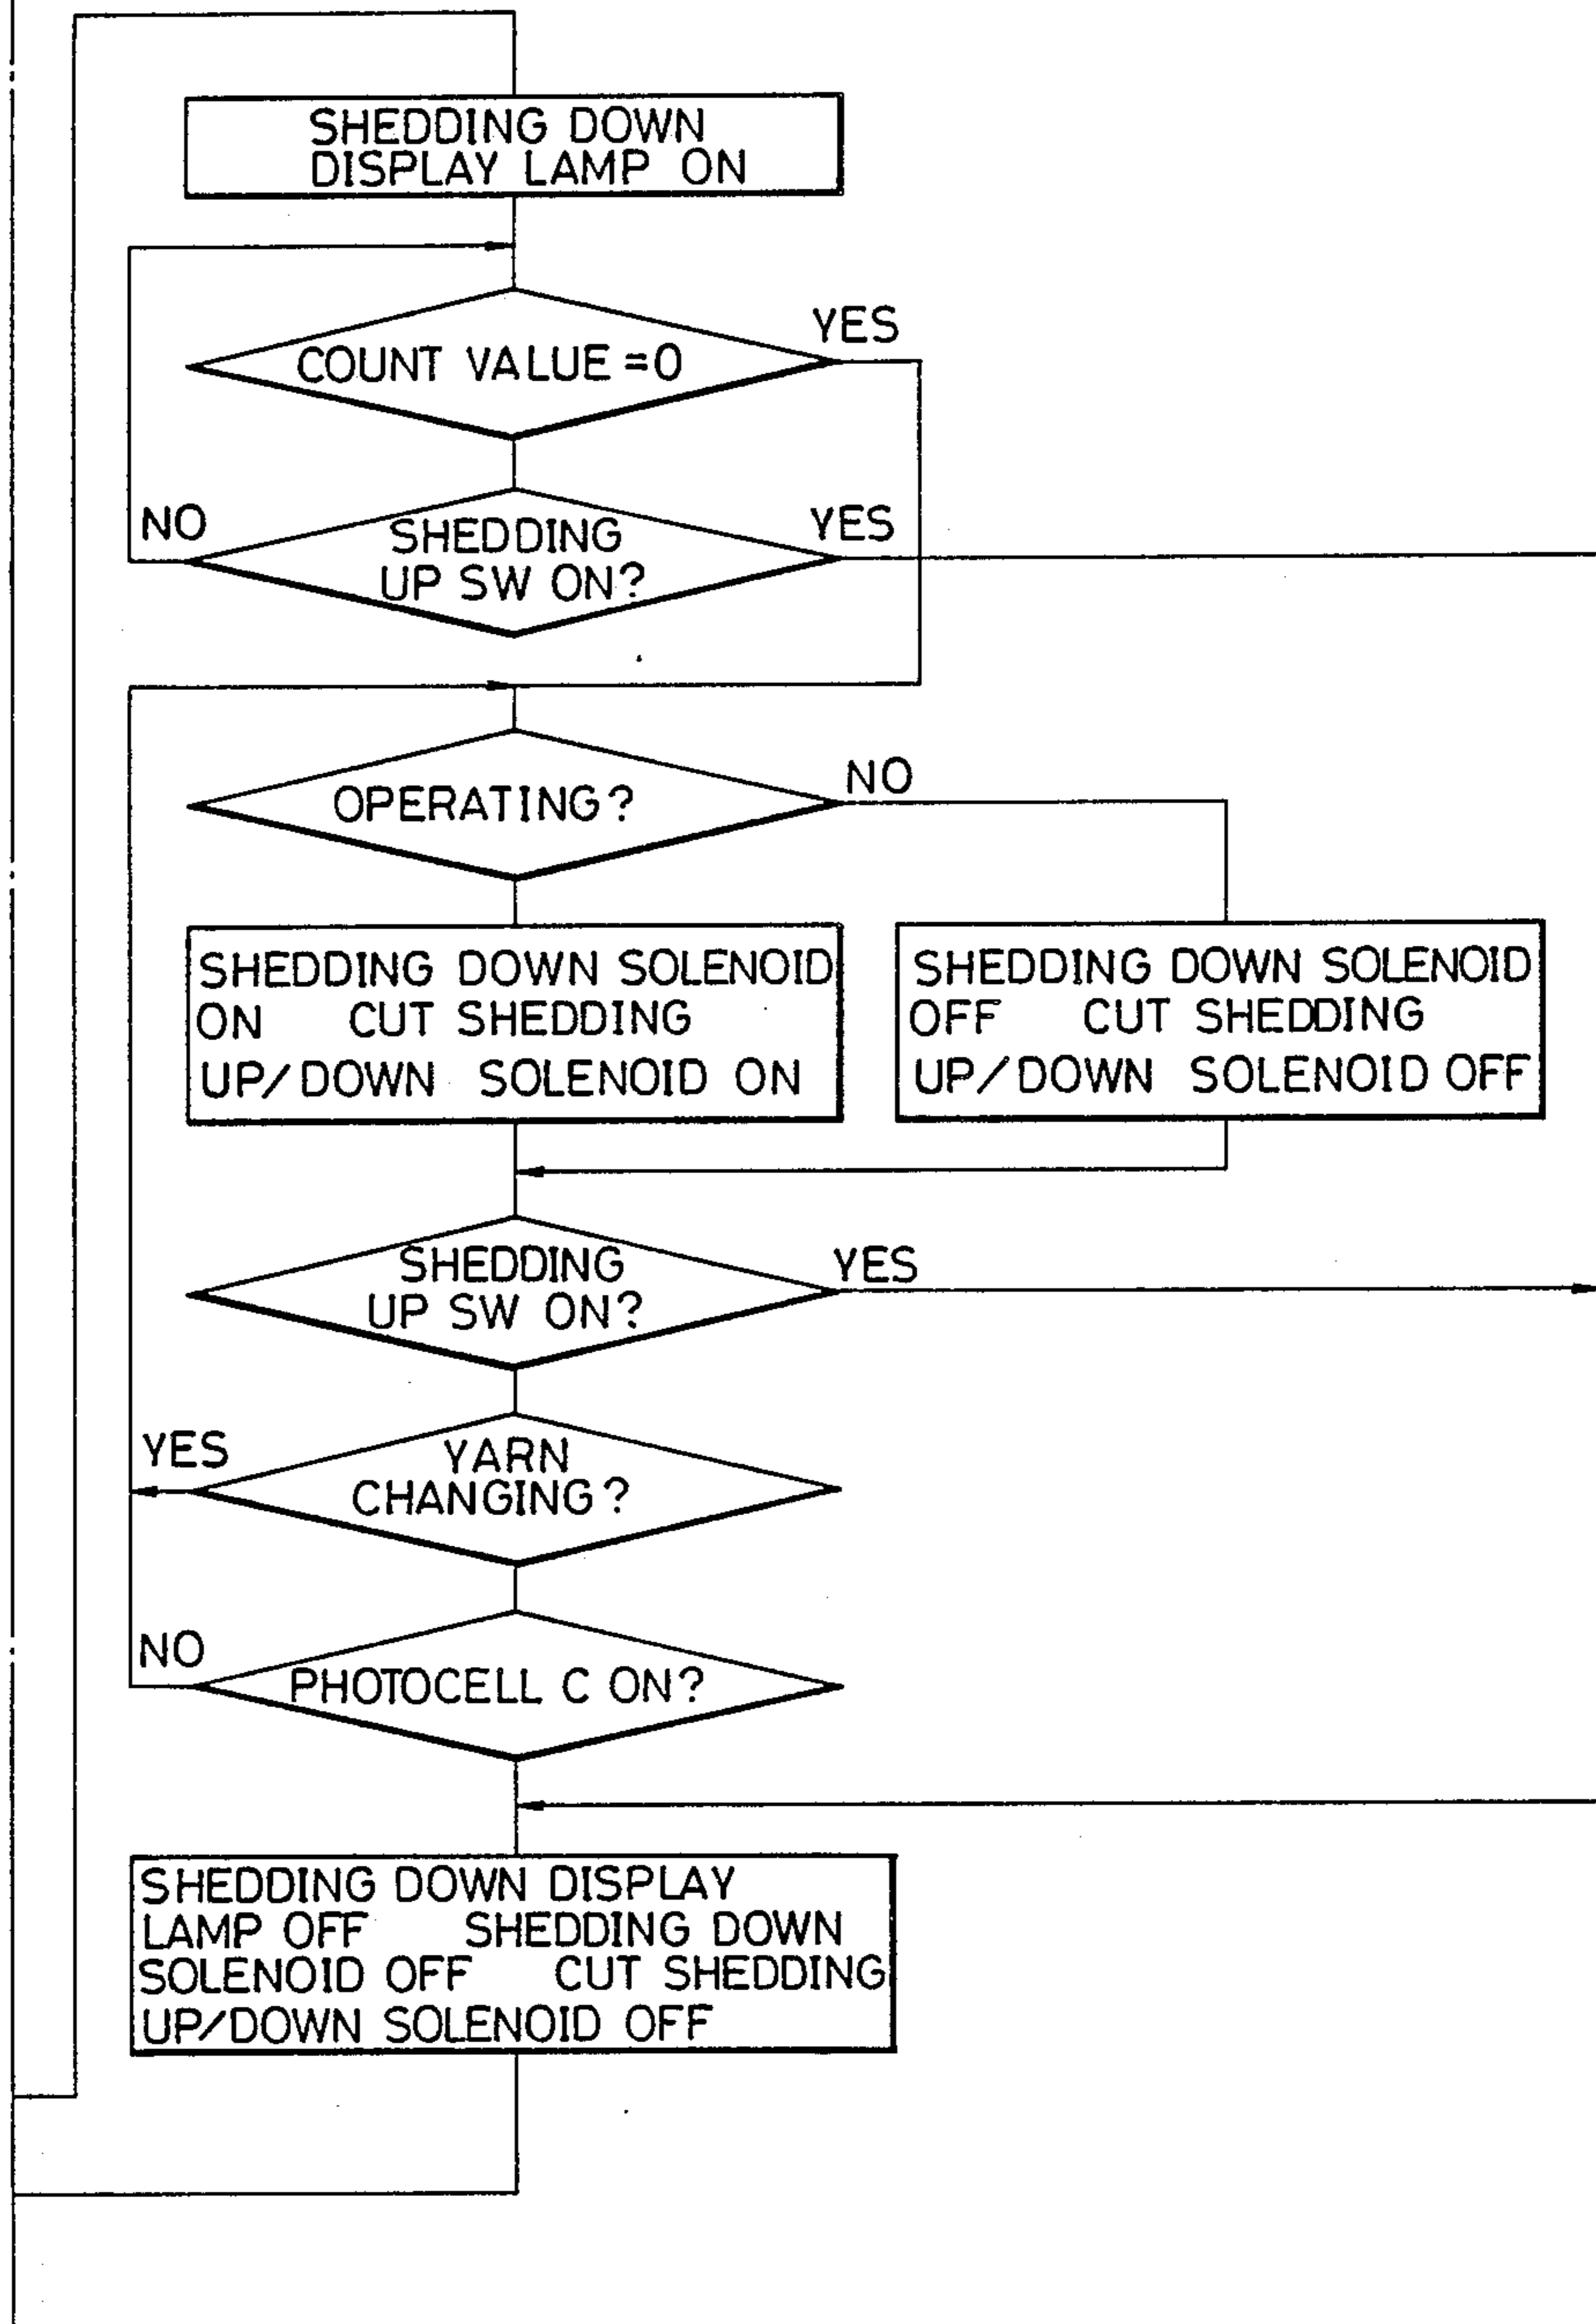 SHEDDING DOWN
DISPLAY LAMP ON
YES
COUNT VALUE =0
NO
YES
SHEDDING
UP SW ON?
NO
OPERATING?
SHEDDING DOWN SOLENOID
ON CUT SHEDDING
UP/DOWN SOLENOID ON
SHEDDING DOWN SOLENOID
OFF CUT SHEDDING
UP/DOWN SOLENOID OFF
SHEDDING
UP SW ON?
YES
YES
YARN
CHANGING?
NO
PHOTOCELL C ON?
SHEDDING DOWN DISPLAY
LAMP OFF SHEDDING DOWN
SOLENOID OFF CUT SHEDDING
UP/DOWN SOLENOID OFF